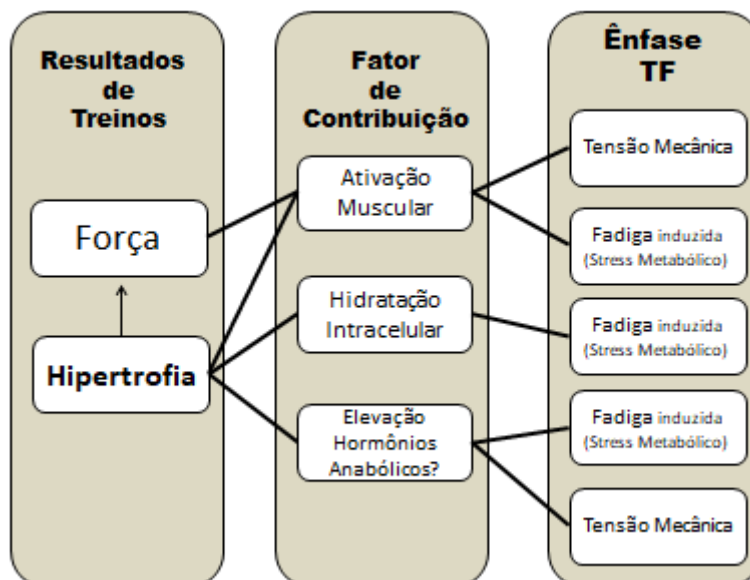 Resultados
de
Treinos
Força
Hipertrofia
Fator
de
Contribuição
Ativação
Muscular
Hidratação
Intracelular
Elevação
Hormônios
Anabólicos?
Ênfase
TF
Tensão Mecânica
Fadiga induzida
(Stress Metabólico)
Fadiga induzida
(Stress Metabólico)
Fadiga induzida
(Stress Metabólico)
Tensão Mecânica